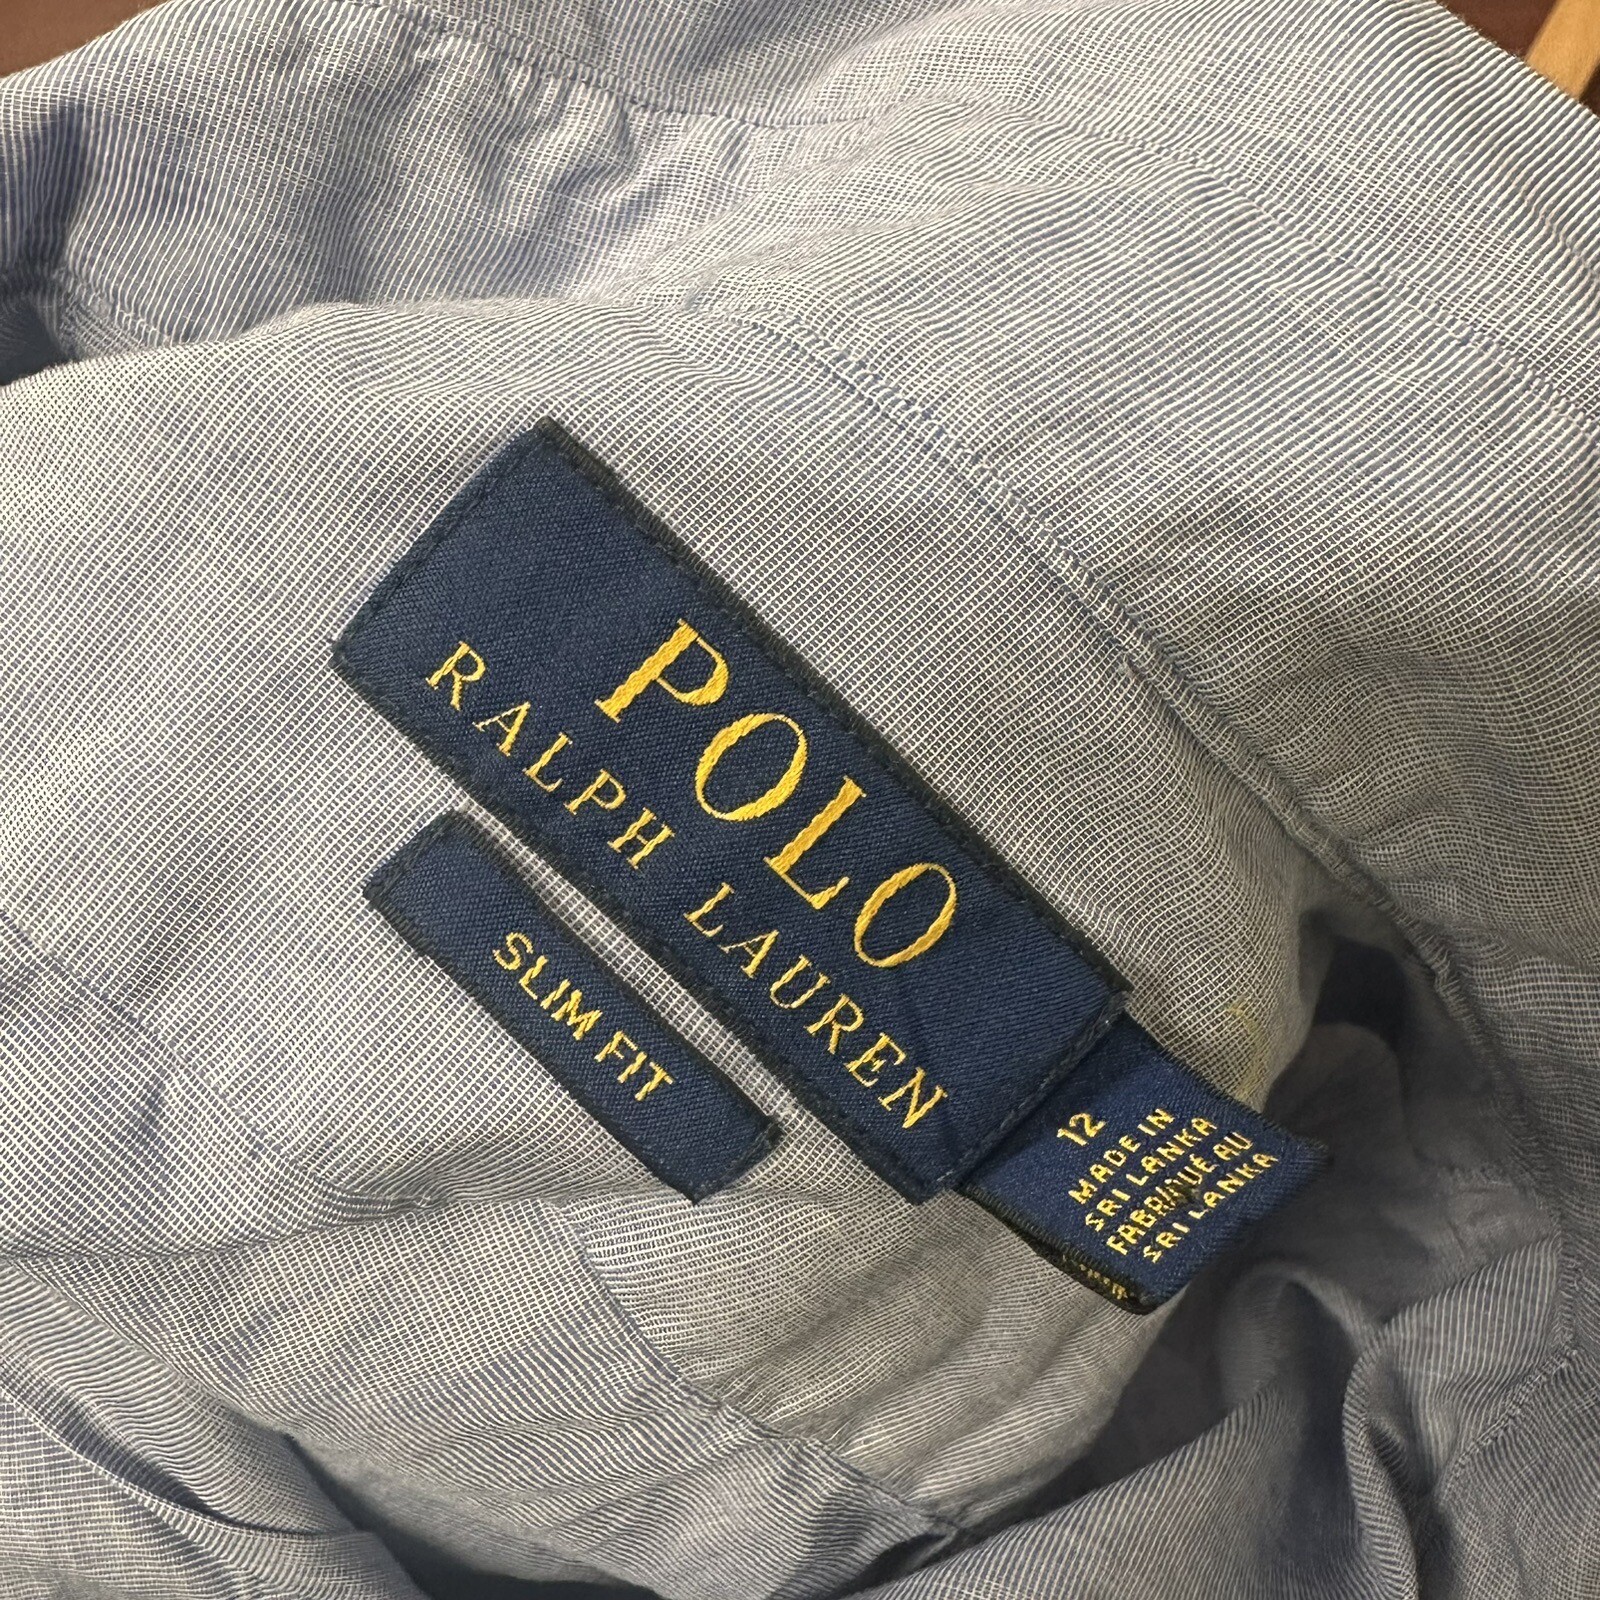 POLO
RALPH LAUREN
SLIM FIT
12
MADE IN
SRI LANKA
FABRIQUÉ AU
SRI LANKA